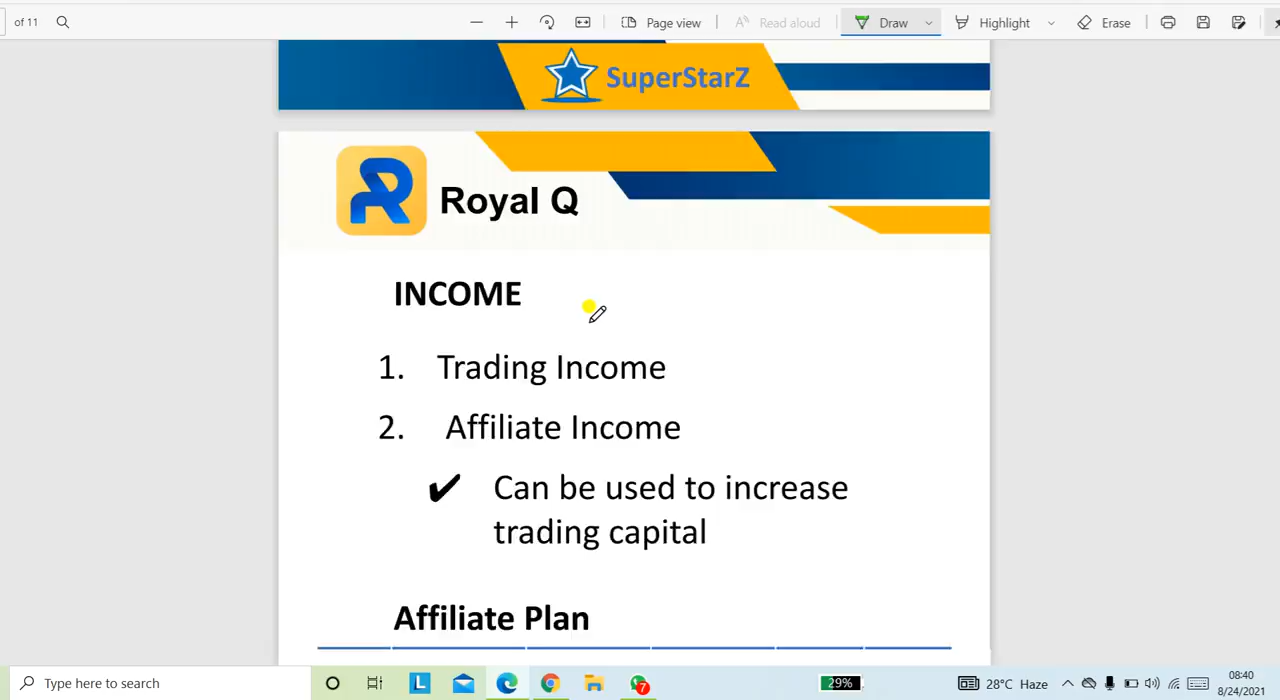 of 11
Page view
Read aloud
Draw
Highlight
Erase
SuperStarZ
Royal Q
INCOME
1. Trading Income
2. Affiliate Income
✔ Can be used to increase
trading capital
Affiliate Plan
Type here to search
L
7
29%
28°C Haze
08:40
8/24/2021